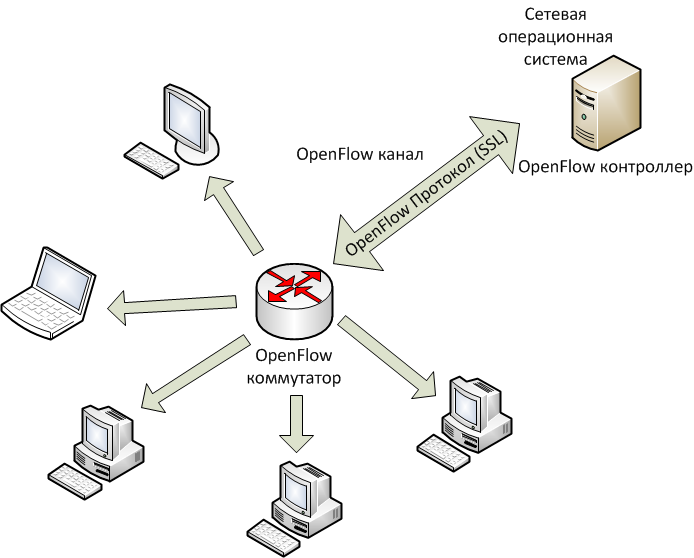 Сетевая
операционная
система
OpenFlow канал
OpenFlow Протокол (SSL)
OpenFlow контроллер
OpenFlow
коммутатор